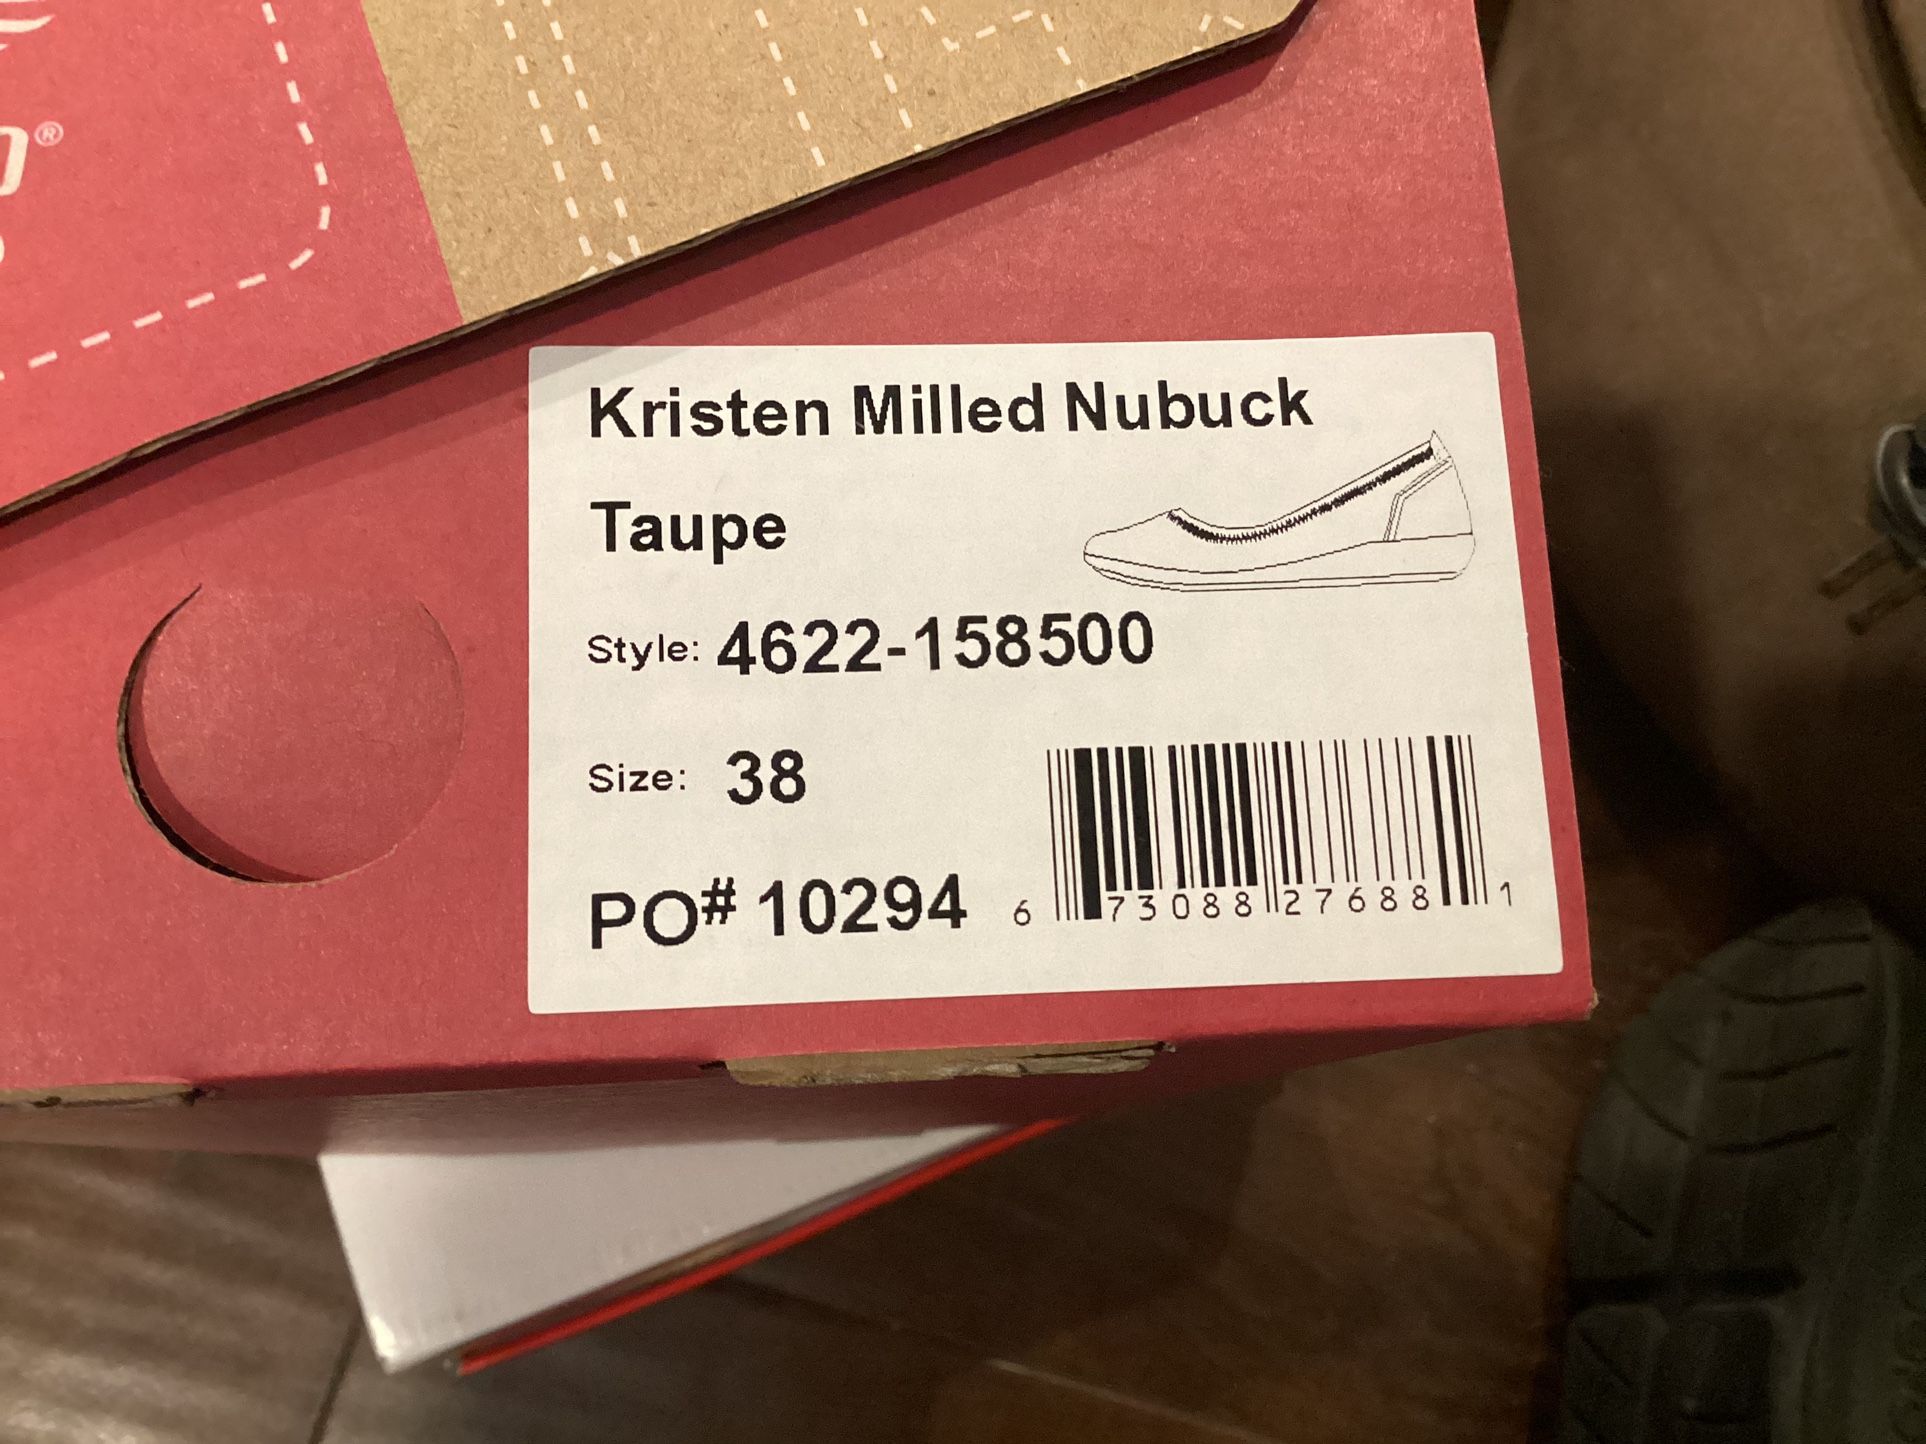 Kristen Milled Nubuck
Taupe
Style: 4622-158500
Size: 38
PO# 10294
6 73088 27688 1